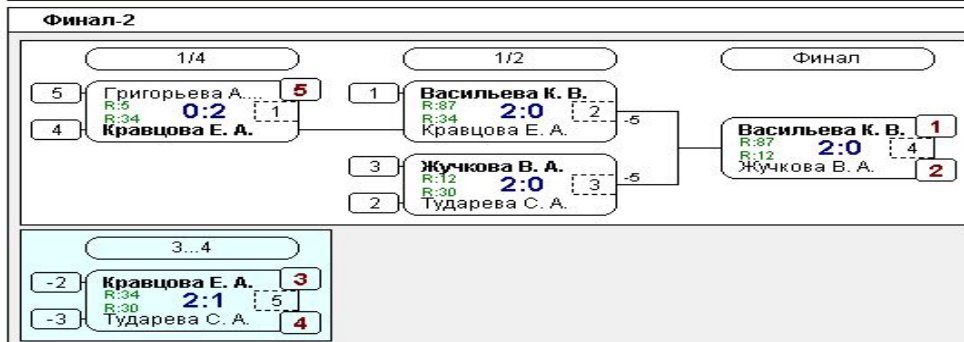 Финал-2
1/4
1/2
Финал
5 Григорьева А.... 5
R:5 0:2 1
R:34
4 Кравцова Е. А.
1 Васильева К. В.
R:87 2:0 2 -5
R:34
Кравцова Е. А.
3 Жучкова В. А.
R:12 2:0 3 -5
R:30
2 Тударева С. А.
Васильева К. В. 1
R:87 2:0 4
R:12
Жучкова В. А. 2
3...4
-2 Кравцова Е. А. 3
R:34 2:1 5
R:30
-3 Тударева С. А. 4